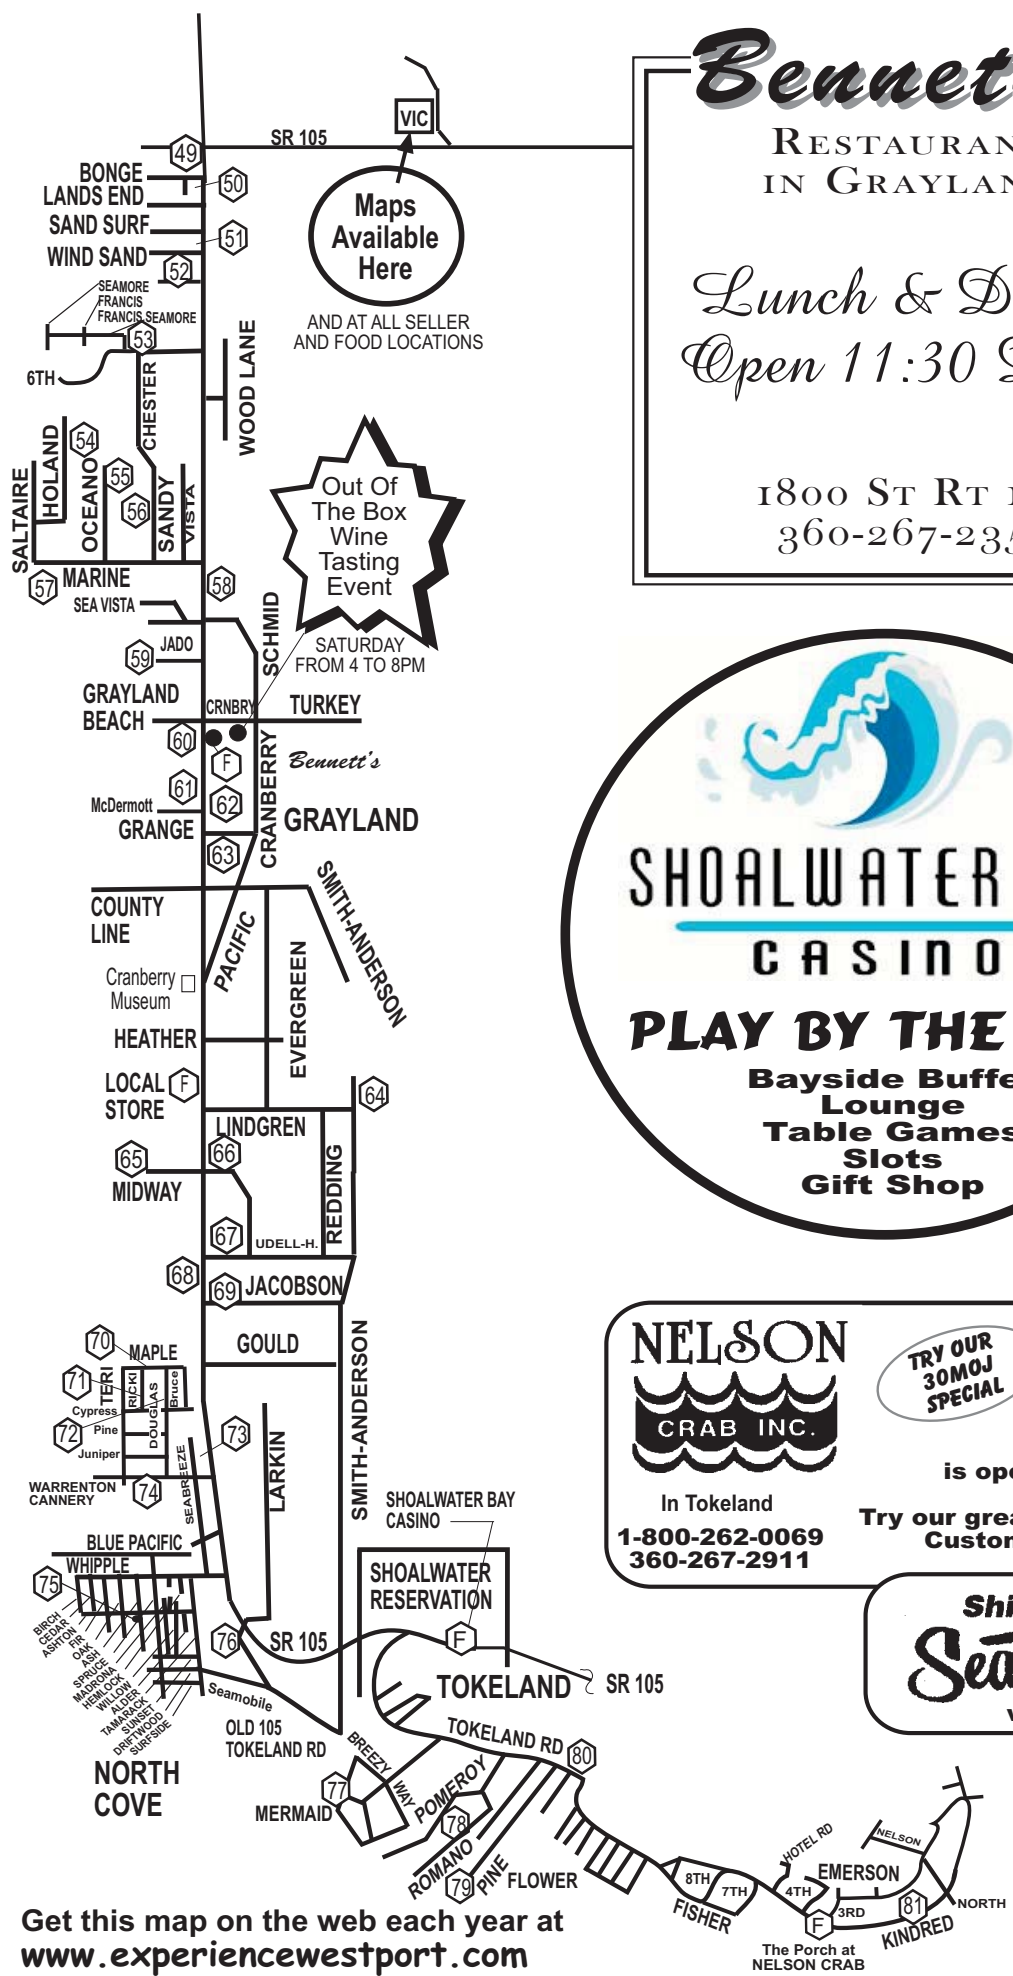 SR 105
VIC
49
BONGE
50
LANDS END
SAND SURF
51
WIND SAND
52
SEAMORE
FRANCIS
FRANCIS SEAMORE
53
6TH
CHESTER
WOOD LANE
Maps
Available
Here
AND AT ALL SELLER
AND FOOD LOCATIONS
SALTAIRE
HOLAND
54
OCEANO
55
56
SANDY
VISTA
57
MARINE
58
SEA VISTA
Out Of
The Box
Wine
Tasting
Event
SATURDAY
FROM 4 TO 8PM
SCHMID
JADO
59
GRAYLAND
BEACH
CRNBRY
TURKEY
60
F
Bennett's
61
62
McDermott
GRANGE
CRANBERRY
GRAYLAND
63
COUNTY
LINE
PACIFIC
SMITH-ANDERSON
EVERGREEN
Cranberry
Museum
HEATHER
LOCAL
STORE
F
64
LINDGREN
65
66
MIDWAY
REDDING
67
UDELL-H.
68
69
JACOBSON
GOULD
SMITH-ANDERSON
70
MAPLE
71
TERI
RICKI
DOUGLAS
Bruce
Cypress
72
Pine
Juniper
73
SEABREEZE
LARKIN
WARRENTON
CANNERY
74
BLUE PACIFIC
WHIPPLE
75
BIRCH
CEDAR
ASHTON
FIR
OAK
ASH
SPRUCE
MADRONA
HEMLOCK
WILLOW
ALDER
TAMARACK
SUNSET
DRIFTWOOD
SURFSIDE
NORTH
COVE
76
SR 105
SHOALWATER BAY
CASINO
SHOALWATER
RESERVATION
F
TOKELAND
SR 105
Seamobile
OLD 105
TOKELAND RD
BREEZY
WAY
77
MERMAID
TOKELAND RD
80
POMEROY
78
ROMANO
79
PINE
FLOWER
8TH
7TH
FISHER
HOTEL RD
4TH
EMERSON
NELSON
3RD
F
81
KINDRED
NORTH
The Porch at
NELSON CRAB
Get this map on the web each year at
www.experiencewestport.com
Bennet
RESTAURAN
IN GRAYLAN
Lunch & D
Open 11:30
1800 ST RT
360-267-235
SHOALWATER
CASINO
PLAY BY THE
Bayside Buffe
Lounge
Table Games
Slots
Gift Shop
NELSON
CRAB INC.
In Tokeland
1-800-262-0069
360-267-2911
TRY OUR
30MOJ
SPECIAL
is ope
Try our grea
Custom
Shi
Sea